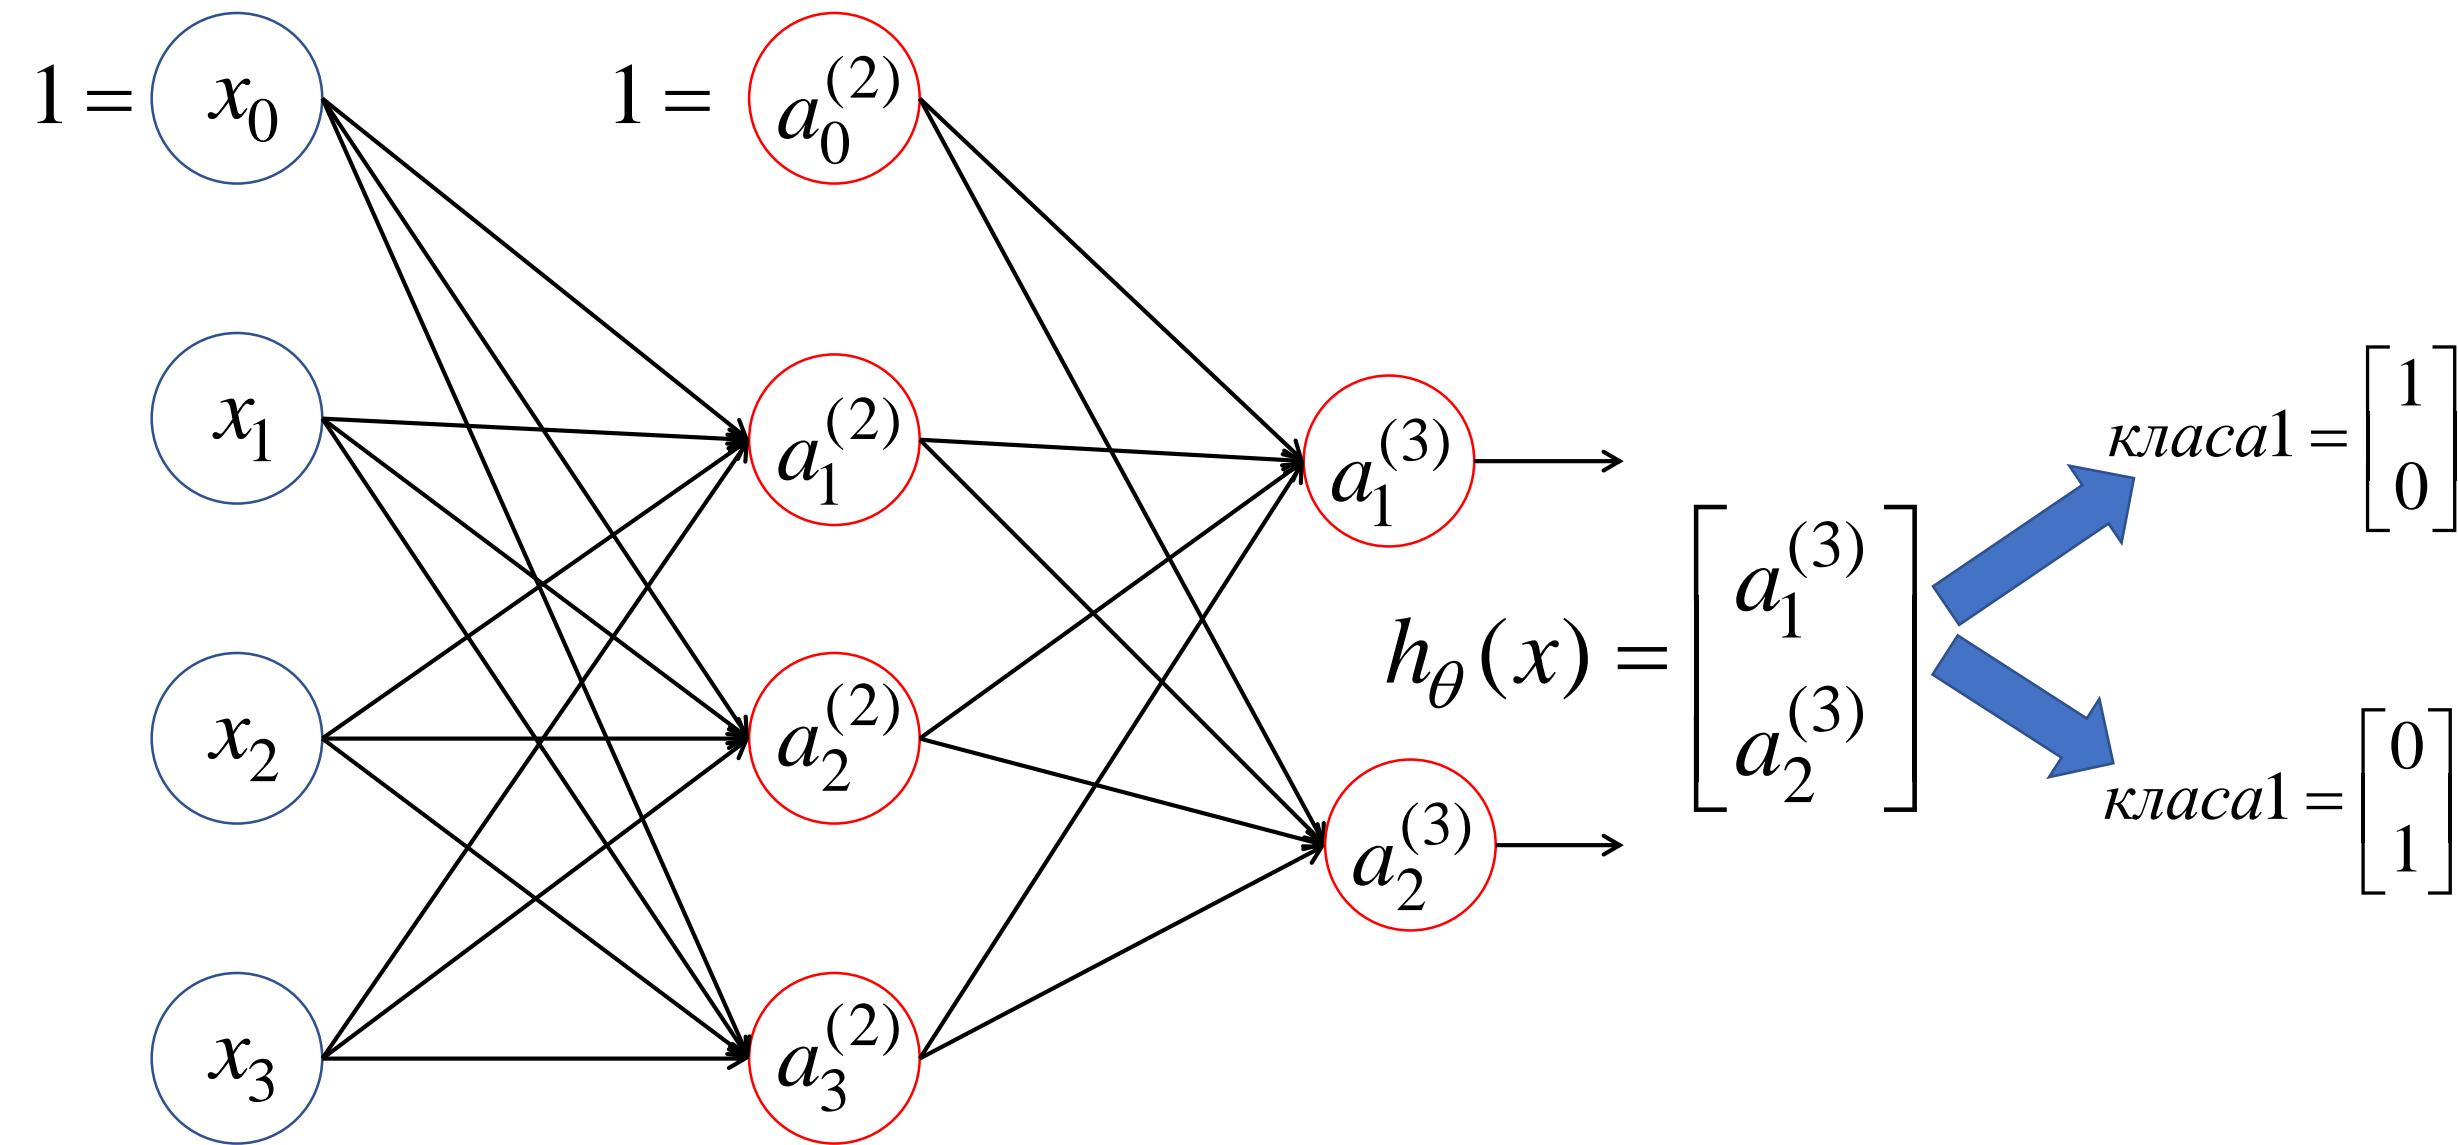 1 = x₀
1 = a₀⁽²⁾
x₁
a₁⁽²⁾
a₁⁽³⁾
x₂
a₂⁽²⁾
a₂⁽³⁾
x₃
a₃⁽²⁾
h_θ(x) = [a₁⁽³⁾ a₂⁽³⁾]
класа1 = [1 0]
класа1 = [0 1]